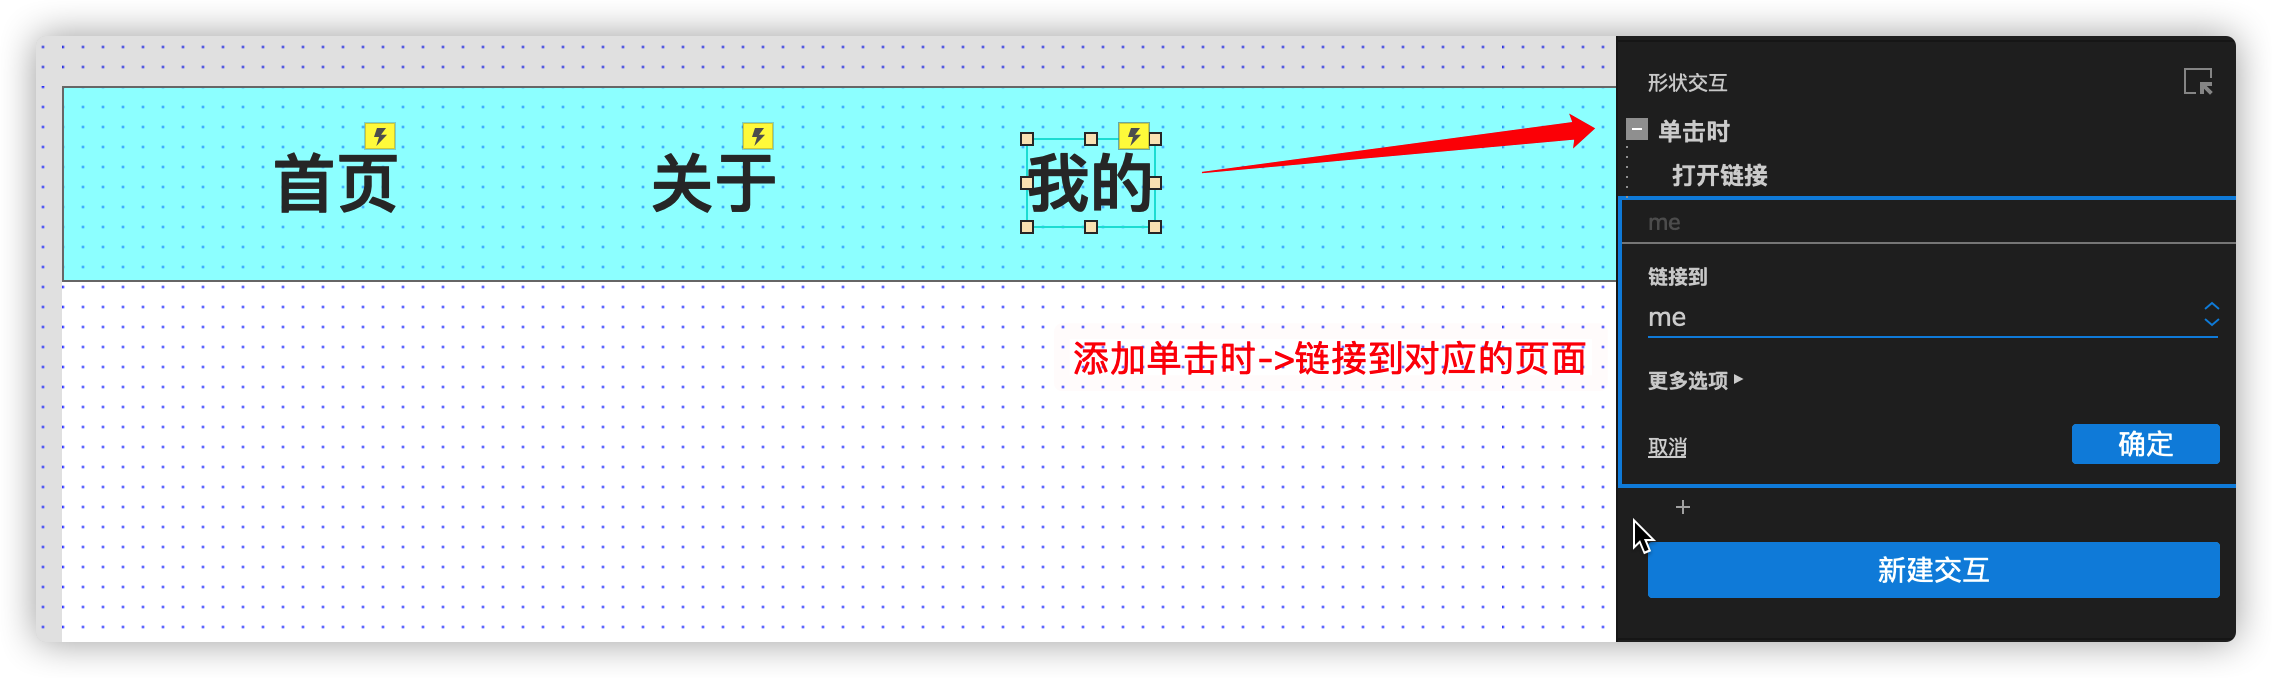 首页
关于
我的
添加单击时->链接到对应的页面
形状交互
单击时
打开链接
me
链接到
me
更多选项
取消
确定
+
新建交互